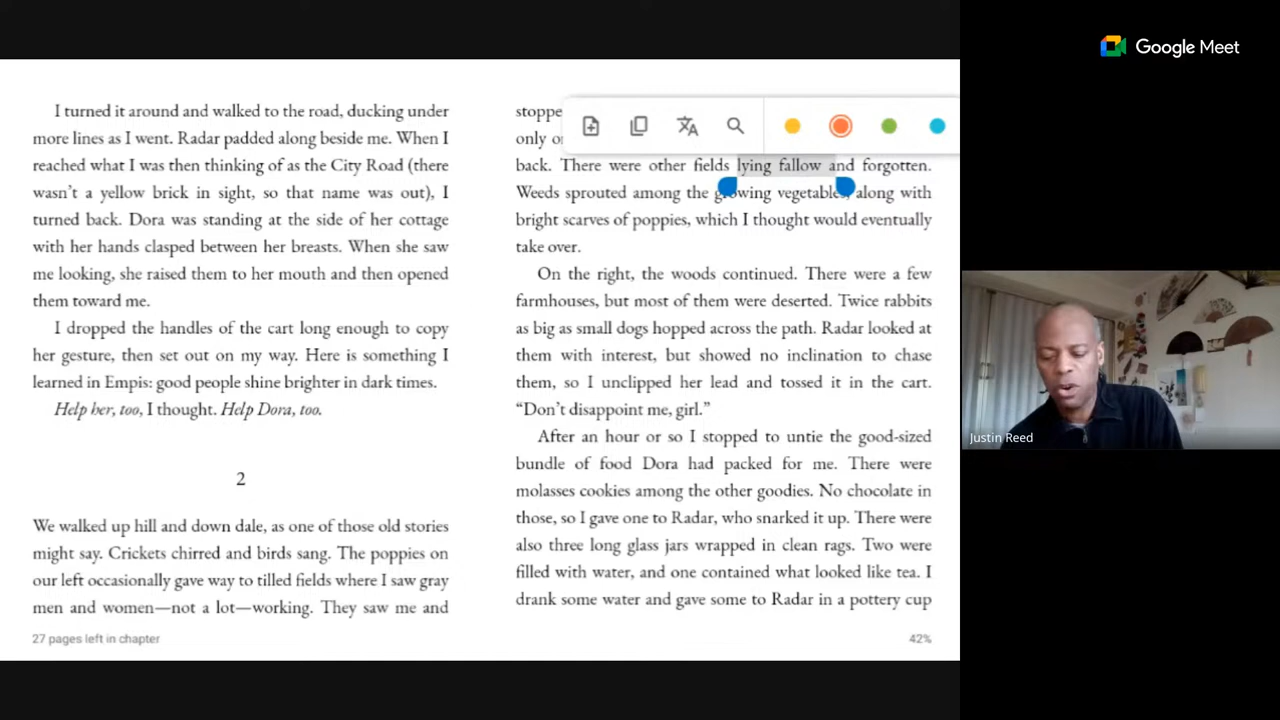 I turned it around and walked to the road, ducking under
more lines as I went. Radar padded along beside me. When I
reached what I was then thinking of as the City Road (there
wasn't a yellow brick in sight, so that name was out), I
turned back. Dora was standing at the side of her cottage
with her hands clasped between her breasts. When she saw
me looking, she raised them to her mouth and then opened
them toward me.
I dropped the handles of the cart long enough to copy
her gesture, then set out on my way. Here is something I
learned in Empis: good people shine brighter in dark times.
Help her, too, I thought. Help Dora, too.
2
We walked up hill and down dale, as one of those old stories
might say. Crickets chirred and birds sang. The poppies on
our left occasionally gave way to tilled fields where I saw gray
men and women—not a lot—working. They saw me and
27 pages left in chapter
back. There were other fields lying fallow and forgotten.
Weeds sprouted among the growing vegetables, along with
bright scarves of poppies, which I thought would eventually
take over.
On the right, the woods continued. There were a few
farmhouses, but most of them were deserted. Twice rabbits
as big as small dogs hopped across the path. Radar looked at
them with interest, but showed no inclination to chase
them, so I unclipped her lead and tossed it in the cart.
"Don't disappoint me, girl."
After an hour or so I stopped to untie the good-sized
bundle of food Dora had packed for me. There were
molasses cookies among the other goodies. No chocolate in
those, so I gave one to Radar, who snarked it up. There were
also three long glass jars wrapped in clean rags. Two were
filled with water, and one contained what looked like tea. I
drank some water and gave some to Radar in a pottery cup
42%
Google Meet
Justin Reed